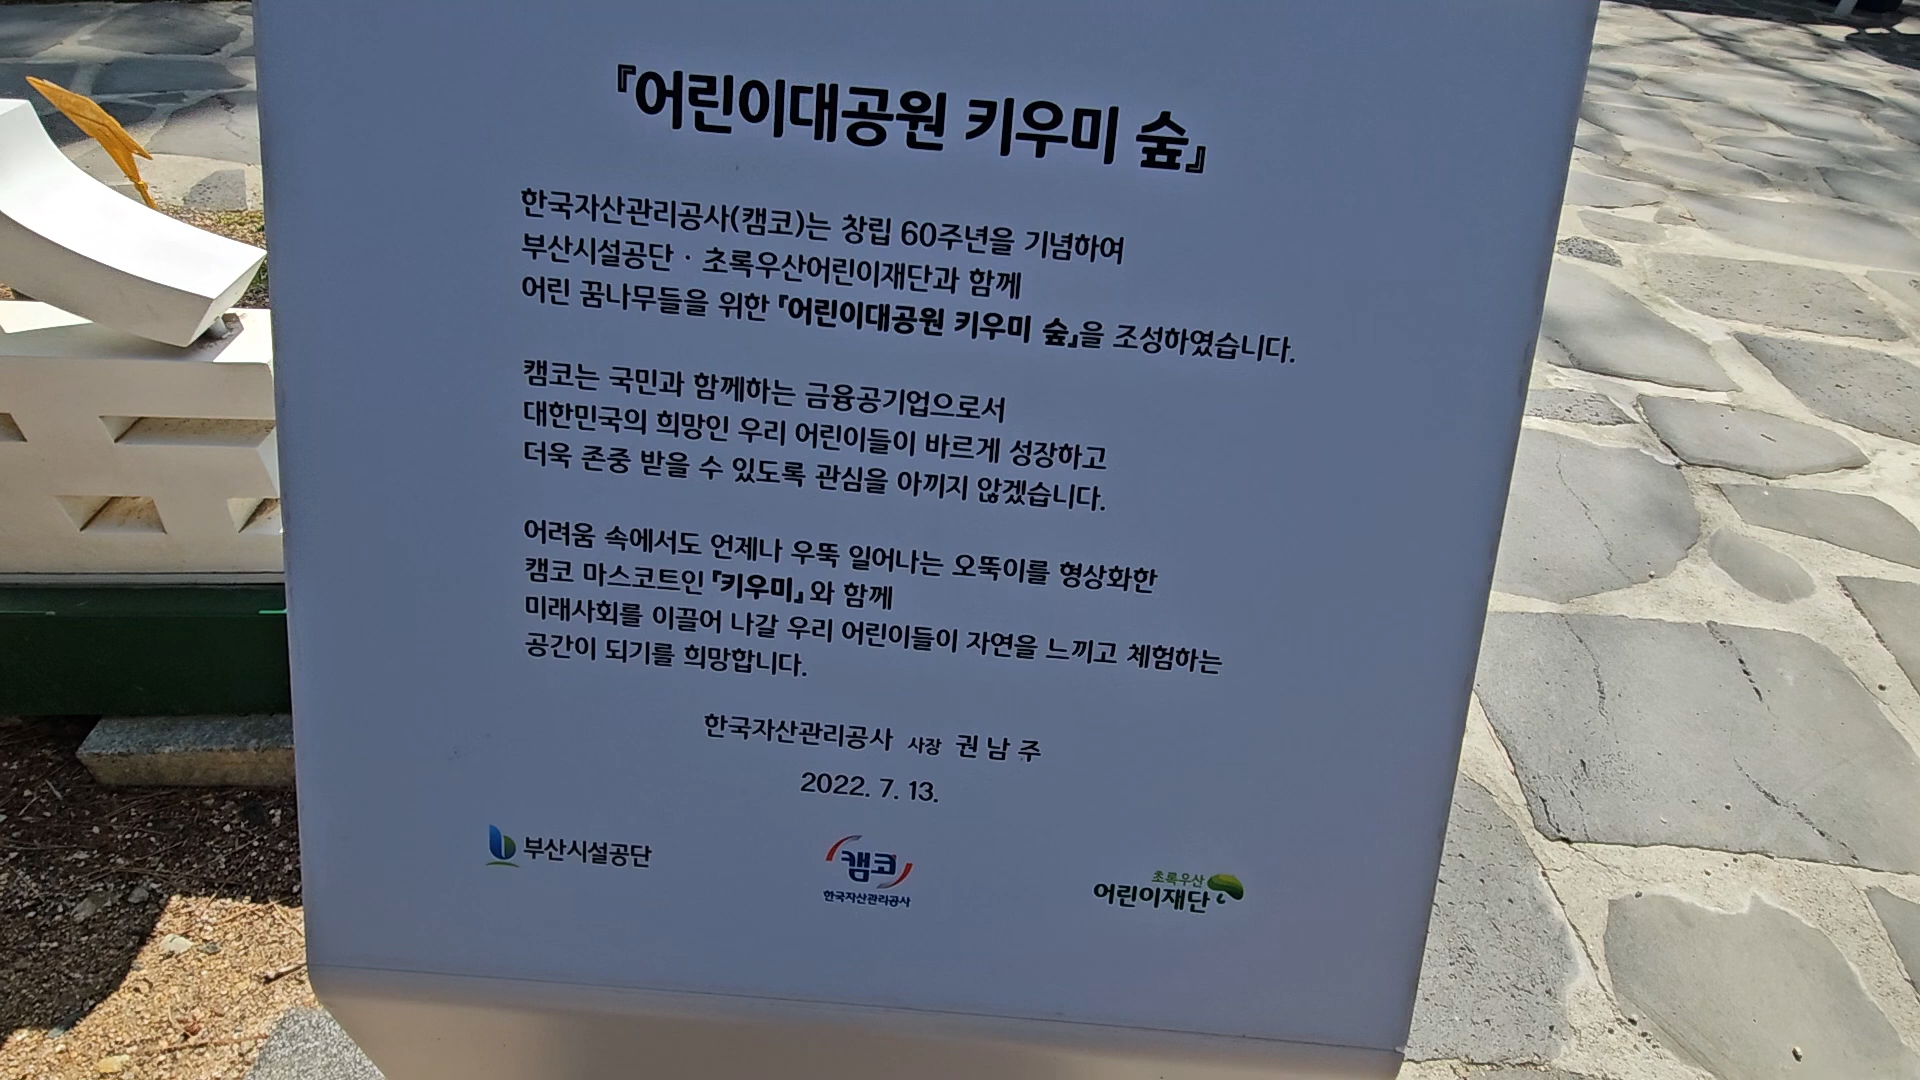 『어린이대공원 키우미 숲』
한국자산관리공사(캠코)는 창립 60주년을 기념하여
부산시설공단 · 초록우산어린이재단과 함께
어린 꿈나무들을 위한 『어린이대공원 키우미 숲』을 조성하였습니다.
캠코는 국민과 함께하는 금융공기업으로서
대한민국의 희망인 우리 어린이들이 바르게 성장하고
더욱 존중 받을 수 있도록 관심을 아끼지 않겠습니다.
어려움 속에서도 언제나 우뚝 일어나는 오뚝이를 형상화한
캠코 마스코트인 『키우미』와 함께
미래사회를 이끌어 나갈 우리 어린이들이 자연을 느끼고 체험하는
공간이 되기를 희망합니다.
한국자산관리공사 사장 권남주
2022. 7. 13.
부산시설공단
캠코
한국자산관리공사
초록우산
어린이재단